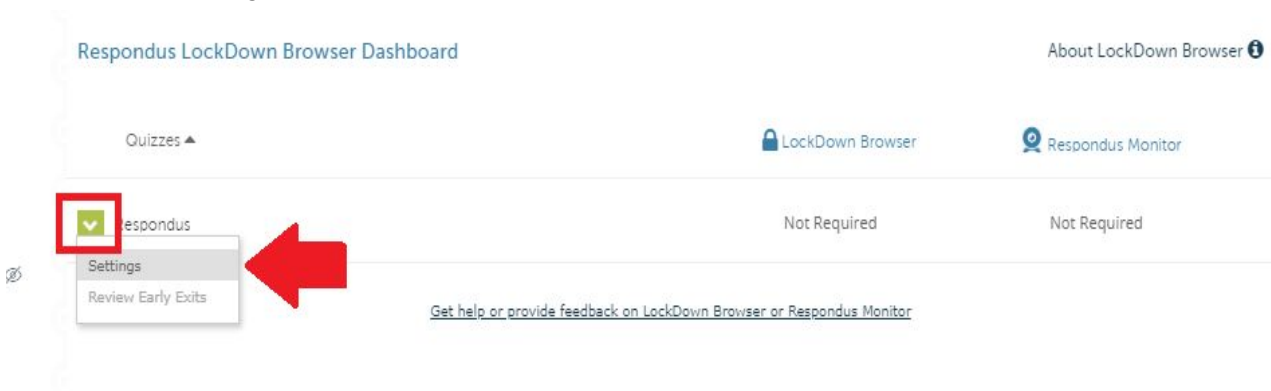 Respondus LockDown Browser Dashboard
About LockDown Browser
Quizzes
LockDown Browser
Respondus Monitor
Respondus
Not Required
Not Required
Settings
Review Early Exits
Get help or provide feedback on LockDown Browser or Respondus Monitor